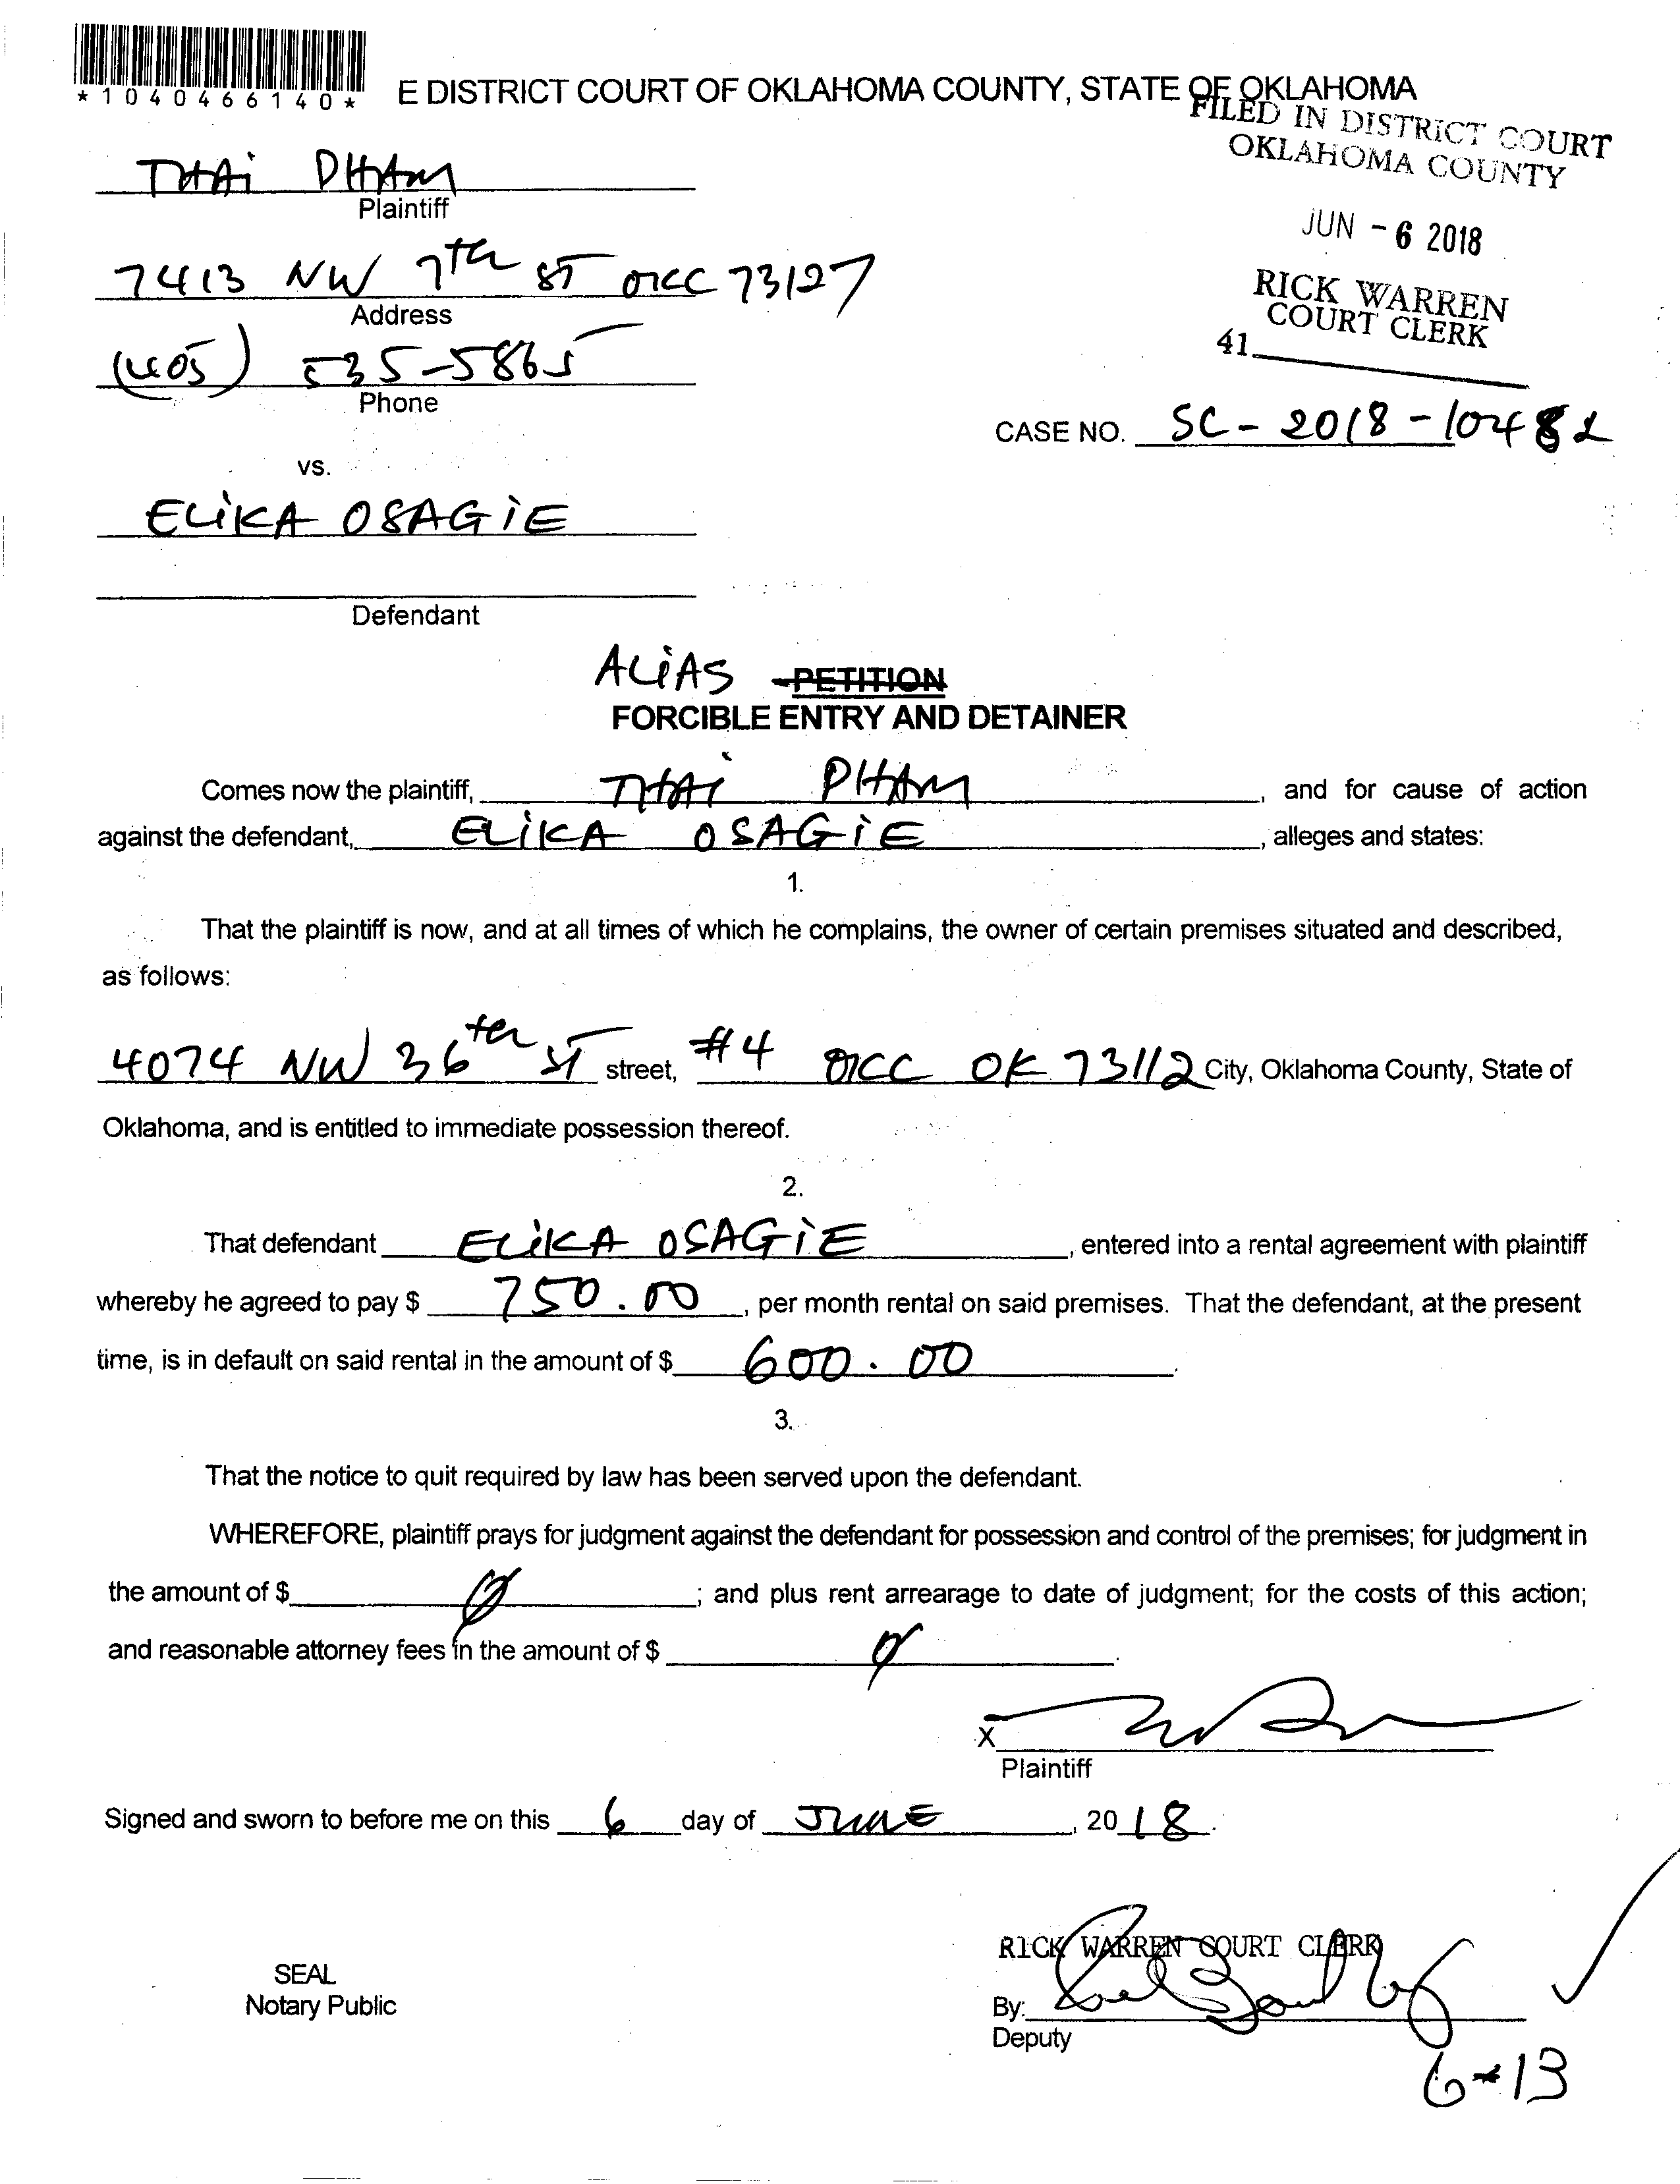 *1040466140*
E DISTRICT COURT OF OKLAHOMA COUNTY, STATE OF OKLAHOMA
FILED IN DISTRICT COURT
OKLAHOMA COUNTY
THAi PHAM
Plaintiff
JUN - 6 2018
7413 NW 7th ST OKC 73127
Address
RICK WARREN
COURT CLERK
41
(405) 535-5865
Phone
CASE NO. SC-2018-10482
vs.
ELiKA OSAGiE
Defendant
ALiAS PETITION
FORCIBLE ENTRY AND DETAINER
Comes now the plaintiff, THAi PHAM, and for cause of action
against the defendant, ELiKA OSAGiE, alleges and states:
1.
That the plaintiff is now, and at all times of which he complains, the owner of certain premises situated and described,
as follows:
4074 NW 36th ST street, #4 OKC OK 73112 City, Oklahoma County, State of
Oklahoma, and is entitled to immediate possession thereof.
2.
That defendant ELiKA OSAGiE, entered into a rental agreement with plaintiff
whereby he agreed to pay $ 750.00, per month rental on said premises. That the defendant, at the present
time, is in default on said rental in the amount of $ 600.00.
3.
That the notice to quit required by law has been served upon the defendant.
WHEREFORE, plaintiff prays for judgment against the defendant for possession and control of the premises; for judgment in
the amount of $ 0; and plus rent arrearage to date of judgment; for the costs of this action;
and reasonable attorney fees in the amount of $ 0.
X
Plaintiff
Signed and sworn to before me on this 6 day of JUNE, 2018.
RICK WARREN COURT CLERK
SEAL
Notary Public
By:
Deputy
6-13